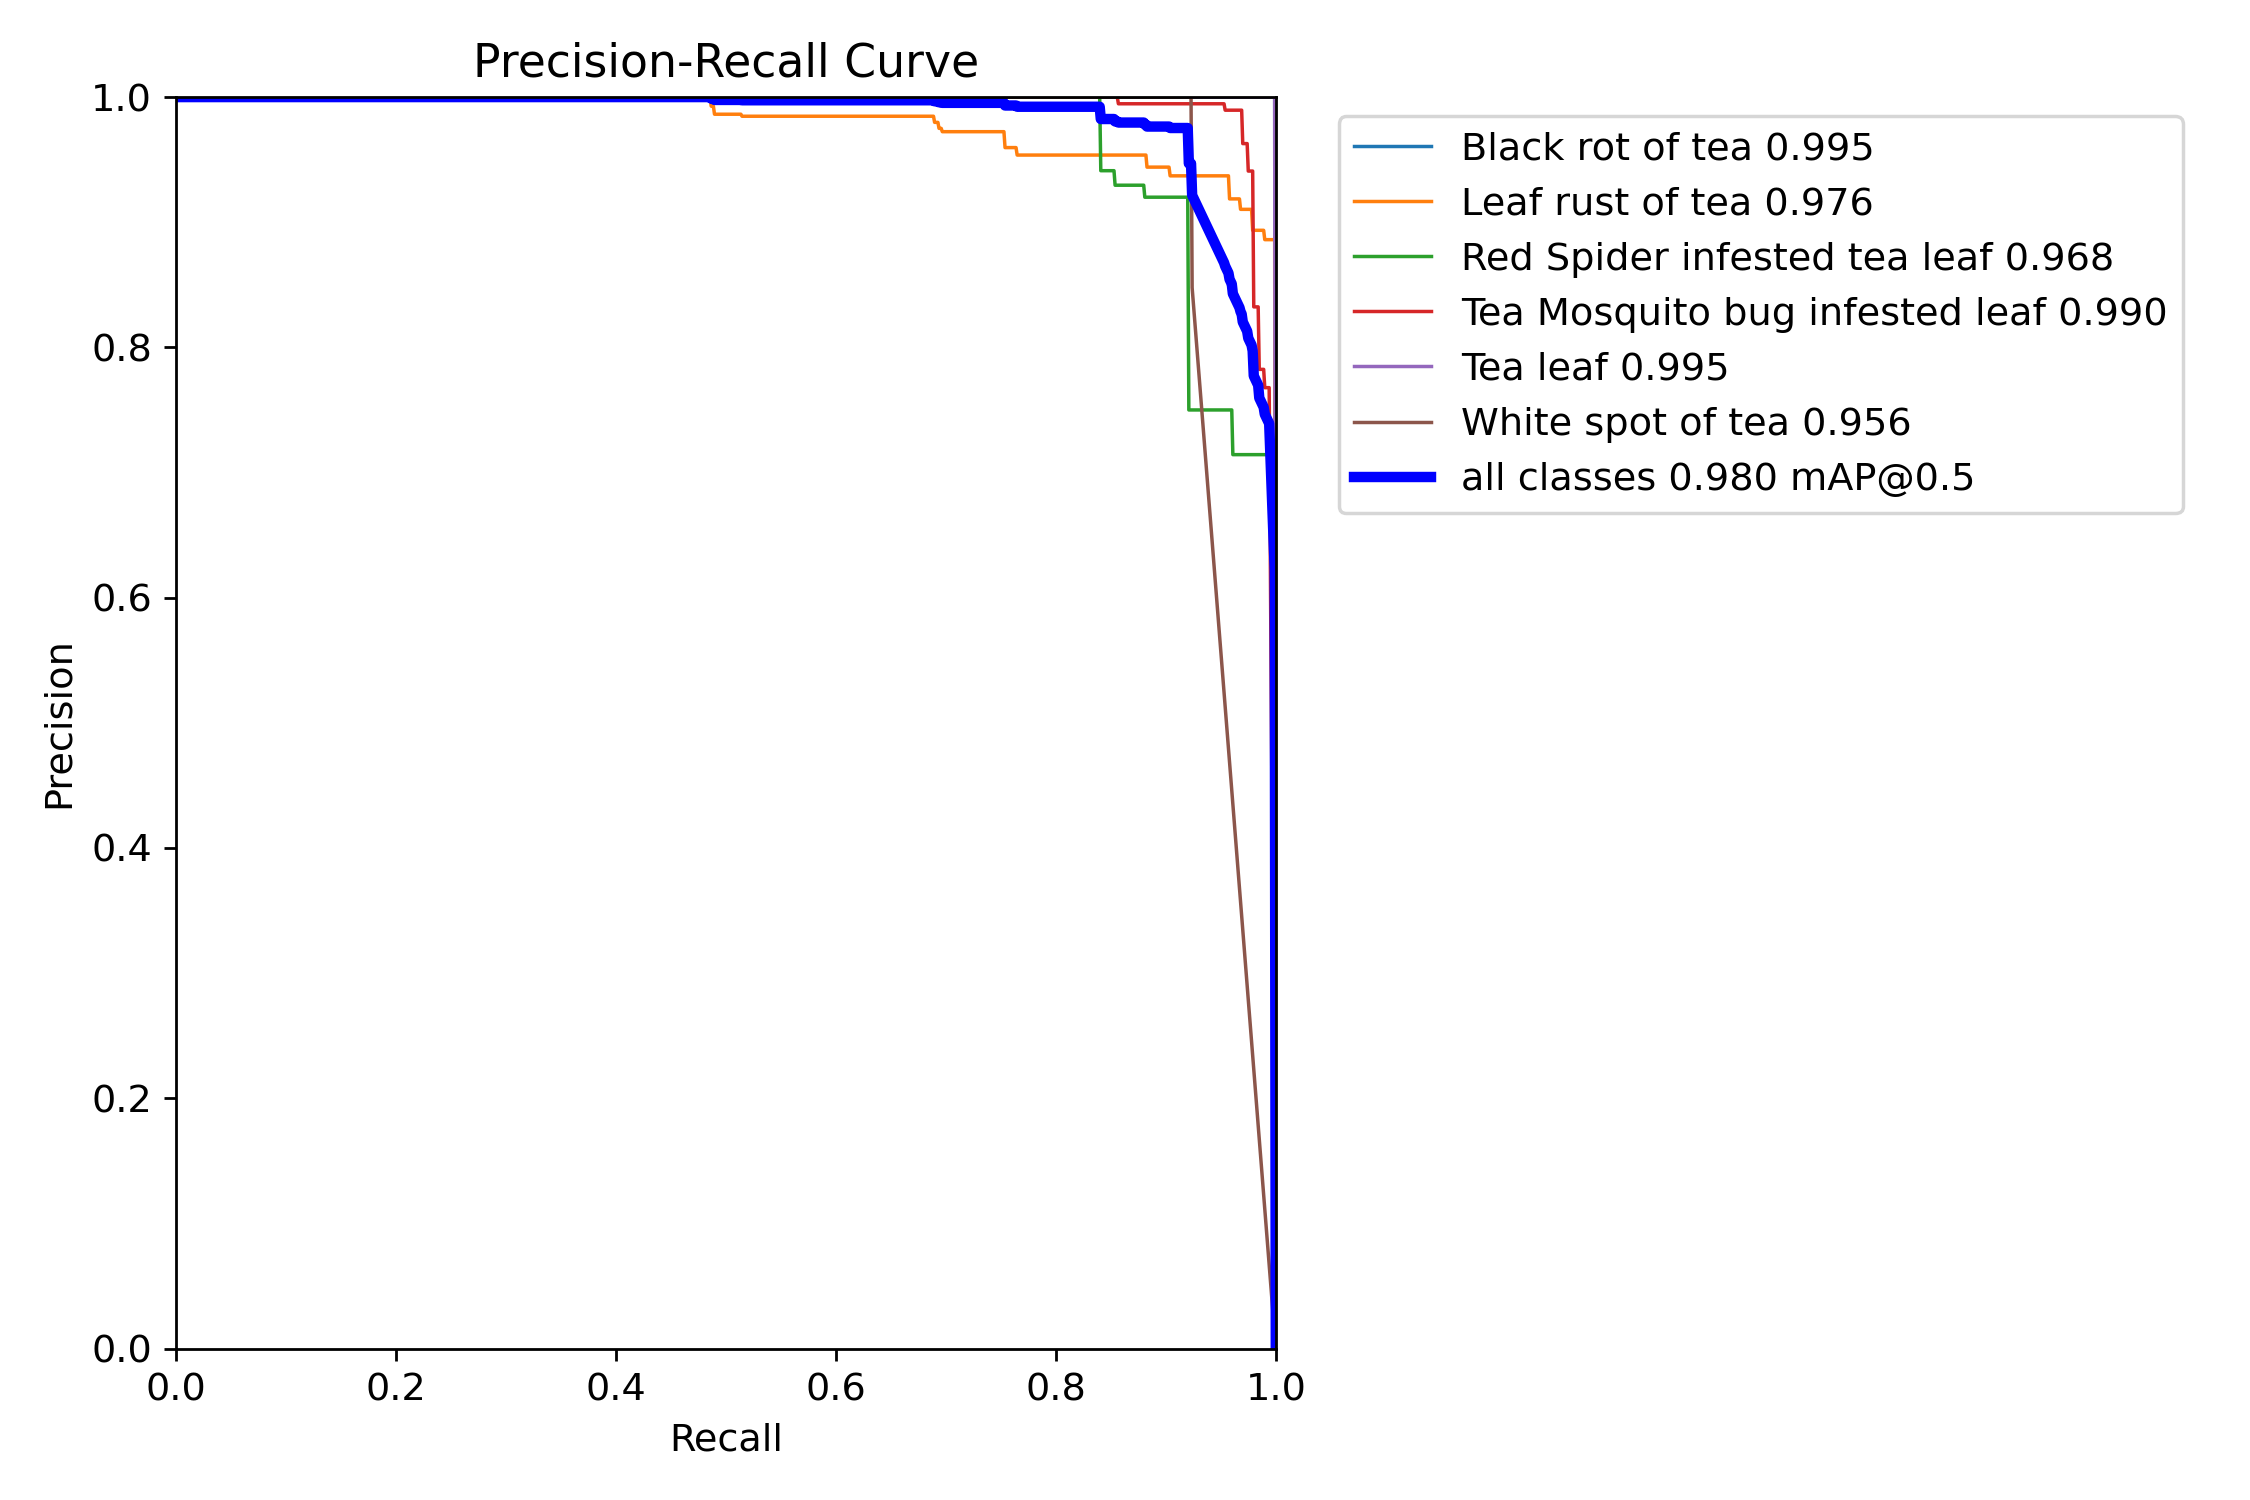 Precision-Recall Curve
1.0
0.8
0.6
0.4
0.2
0.0
Precision
0.0 0.2 0.4 0.6 0.8 1.0
Recall
Black rot of tea 0.995
Leaf rust of tea 0.976
Red Spider infested tea leaf 0.968
Tea Mosquito bug infested leaf 0.990
Tea leaf 0.995
White spot of tea 0.956
all classes 0.980 mAP@0.5